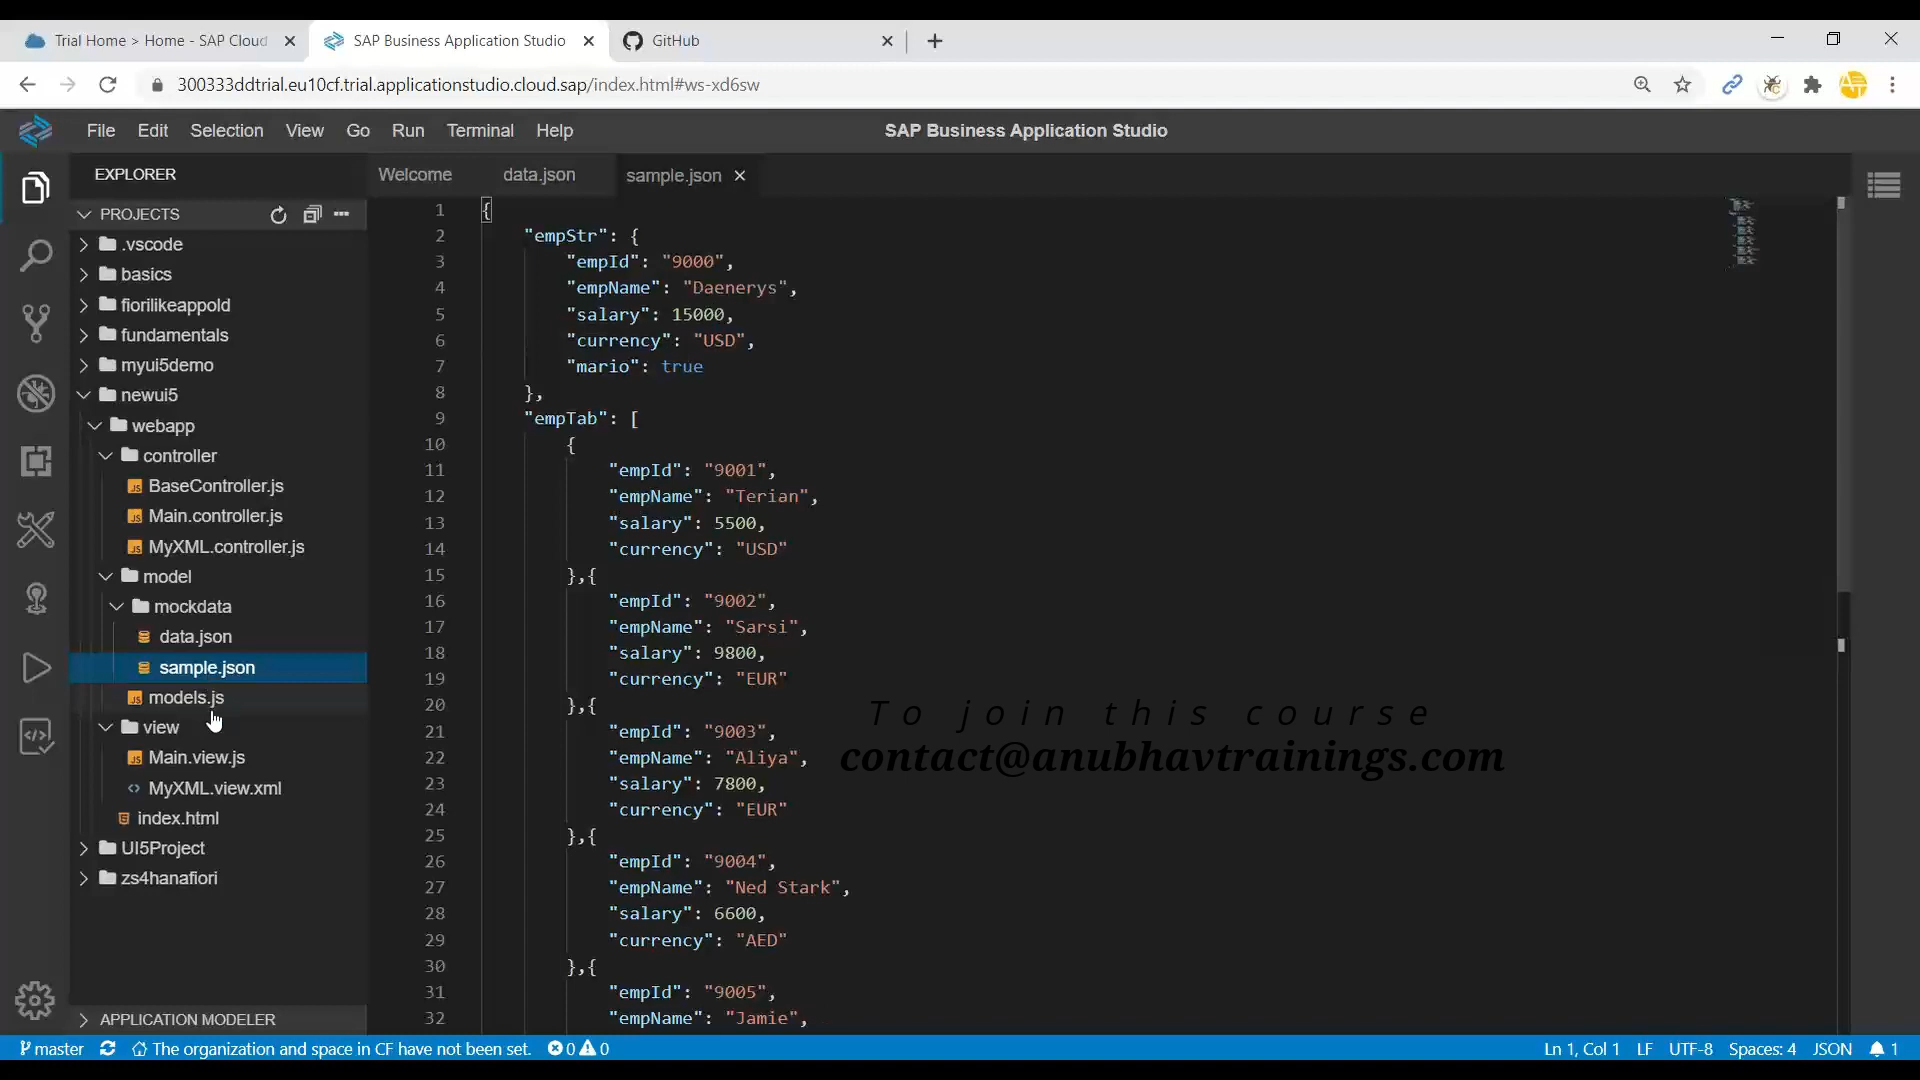 Trial Home > Home - SAP Cloud
SAP Business Application Studio
GitHub
300333ddtrial.eu10cf.trial.applicationstudio.cloud.sap/index.html#ws-xd6sw
File Edit Selection View Go Run Terminal Help
SAP Business Application Studio
EXPLORER
PROJECTS
.vscode
basics
fiorilikeappold
fundamentals
myui5demo
newui5
webapp
controller
BaseController.js
Main.controller.js
MyXML.controller.js
model
mockdata
data.json
sample.json
models.js
view
Main.view.js
MyXML.view.xml
index.html
UI5Project
zs4hanafiori
APPLICATION MODELER
Welcome data.json sample.json
1 {
2 "empStr": {
3 "empId": "9000",
4 "empName": "Daenerys",
5 "salary": 15000,
6 "currency": "USD",
7 "mario": true
8 },
9 "empTab": [
10 {
11 "empId": "9001",
12 "empName": "Terian",
13 "salary": 5500,
14 "currency": "USD"
15 },{
16 "empId": "9002",
17 "empName": "Sarsi",
18 "salary": 9800,
19 "currency": "EUR"
20 },{
21 "empId": "9003",
22 "empName": "Aliya",
23 "salary": 7800,
24 "currency": "EUR"
25 },{
26 "empId": "9004",
27 "empName": "Ned Stark",
28 "salary": 6600,
29 "currency": "AED"
30 },{
31 "empId": "9005",
32 "empName": "Jamie",
To join this course
contact@anubhavtrainings.com
master The organization and space in CF have not been set. 0 0 Ln 1, Col 1 LF UTF-8 Spaces: 4 JSON 1